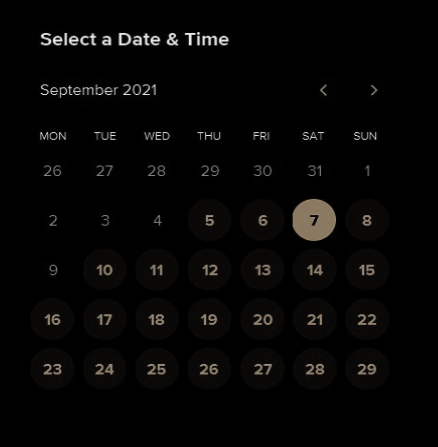 Select a Date & Time
September 2021
MON TUE WED THU FRI SAT SUN
26 27 28 29 30 31 1
2 3 4 5 6 7 8
9 10 11 12 13 14 15
16 17 18 19 20 21 22
23 24 25 26 27 28 29